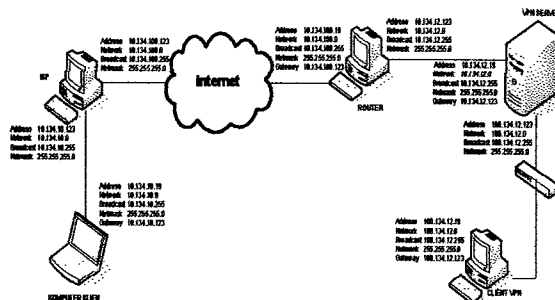 Address 10.134.100.123
Network 10.134.100.0
Broadcast 10.134.100.255
Netmask 255.255.255.0
ISP
Address 10.134.10.123
Network 10.134.10.0
Broadcast 10.134.10.255
Netmask 255.255.255.0
Address 10.134.10.19
Network 10.134.10.0
Broadcast 10.134.10.255
Netmask 255.255.255.0
Gateway 10.134.10.123
KOMPUTER KLIEN
Internet
Address 10.134.100.19
Network 10.134.100.0
Broadcast 10.134.100.255
Netmask 255.255.255.0
Gateway 10.134.100.123
ROUTER
Address 10.134.12.123
Network 10.134.12.0
Broadcast 10.134.12.255
Netmask 255.255.255.0
VPN SERVER
Address 10.134.12.19
Network 10.134.12.0
Broadcast 10.134.12.255
Netmask 255.255.255.0
Gateway 10.134.12.123
Address 100.134.12.123
Network 100.134.12.0
Broadcast 100.134.12.255
Netmask 255.255.255.0
Address 100.134.12.19
Network 100.134.12.0
Broadcast 100.134.12.255
Netmask 255.255.255.0
Gateway 100.134.12.123
CLIENT VPN